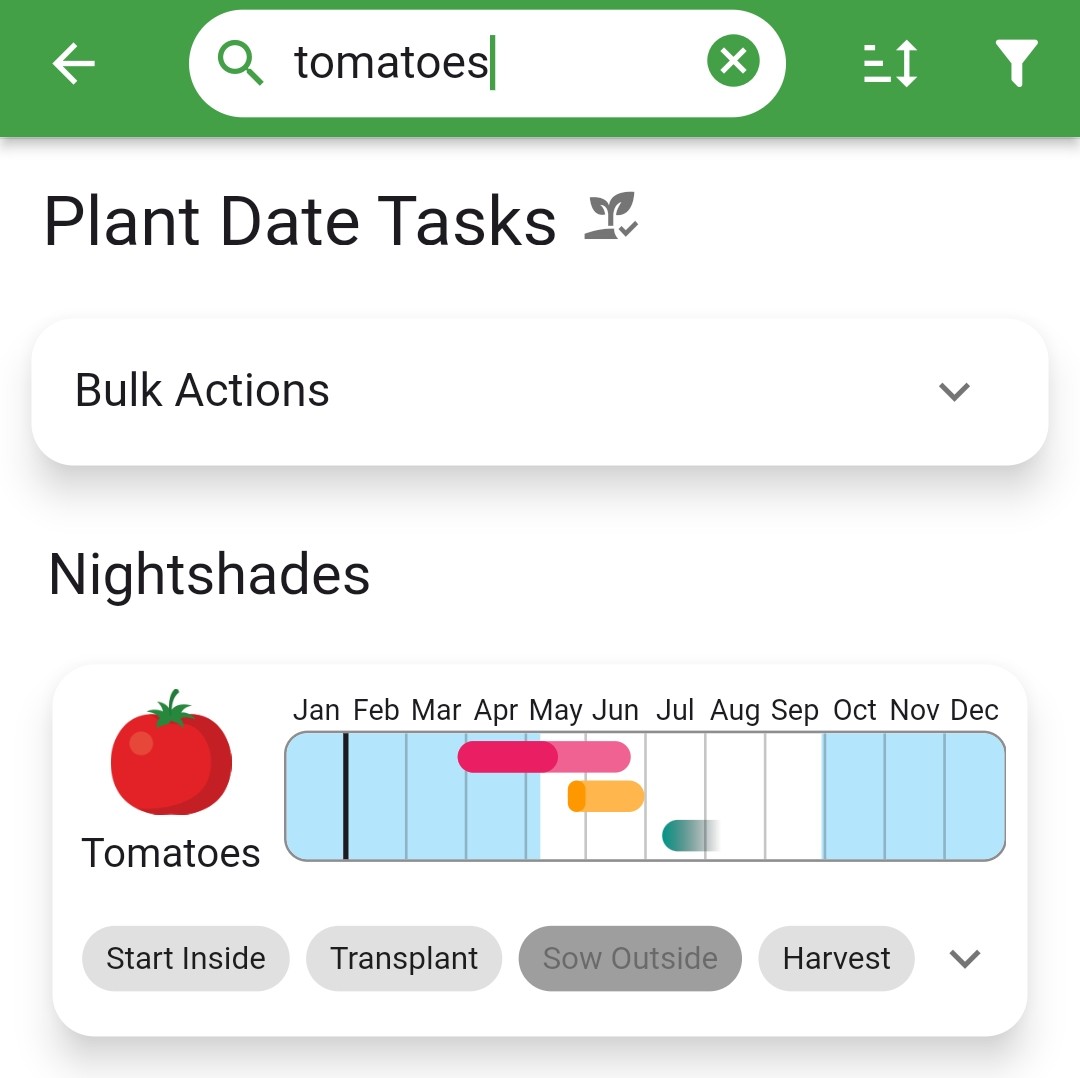 tomatoes
Plant Date Tasks
Bulk Actions
Nightshades
Jan Feb Mar Apr May Jun Jul Aug Sep Oct Nov Dec
Tomatoes
Start Inside Transplant Sow Outside Harvest